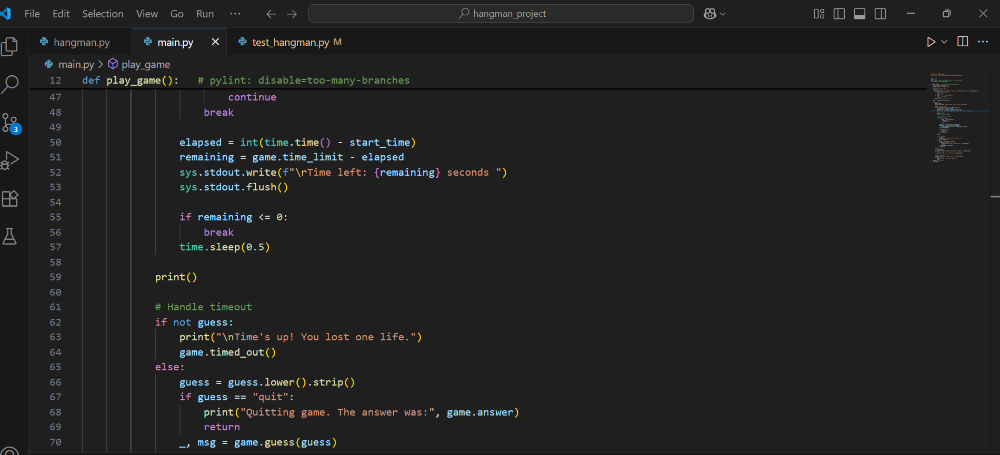 File Edit Selection View Go Run ··· hangman_project
hangman.py main.py test_hangman.py M
main.py > play_game
12 def play_game():   # pylint: disable=too-many-branches
47 continue
48 break
49
50 elapsed = int(time.time() - start_time)
51 remaining = game.time_limit - elapsed
52 sys.stdout.write(f"\rTime left: {remaining} seconds ")
53 sys.stdout.flush()
54
55 if remaining <= 0:
56 break
57 time.sleep(0.5)
58
59 print()
60
61 # Handle timeout
62 if not guess:
63 print("\nTime's up! You lost one life.")
64 game.timed_out()
65 else:
66 guess = guess.lower().strip()
67 if guess == "quit":
68 print("Quitting game. The answer was:", game.answer)
69 return
70 _, msg = game.guess(guess)
3